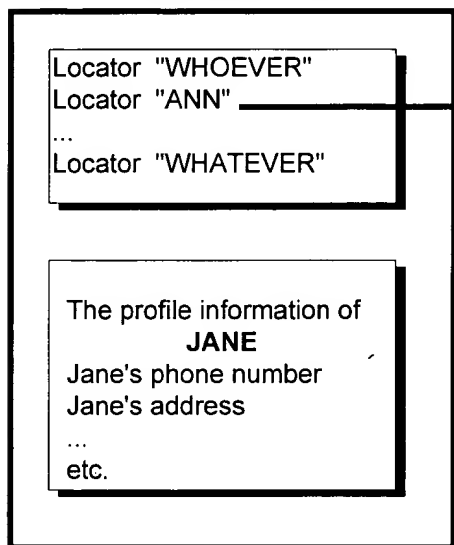 Locator "WHOEVER"
Locator "ANN"
...
Locator "WHATEVER"
The profile information of
JANE
Jane's phone number
Jane's address
...
etc.